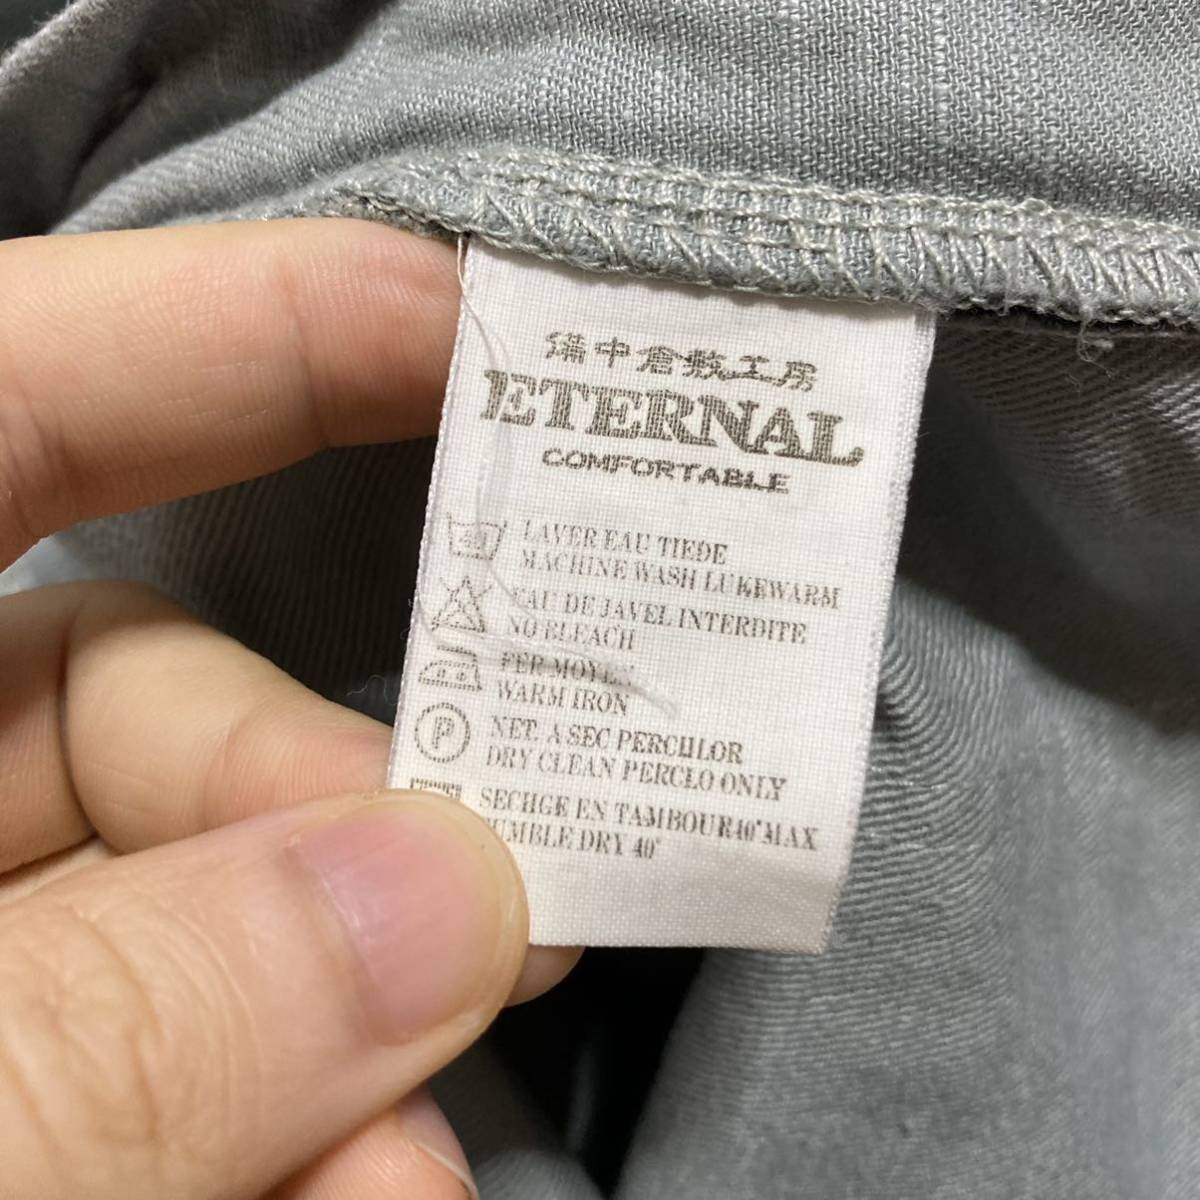 備中倉敷工房
ETERNAL
COMFORTABLE
40 LAVER EAU TIEDE
MACHINE WASH LUKEWARM
EAU DE JAVEL INTERDITE
NO BLEACH
FER MOYEN
WARM IRON
P NET. A SEC PERCHLOR
DRY CLEAN PERCLO ONLY
SECHGE EN TAMBOUR40°MAX
TUMBLE DRY 40°